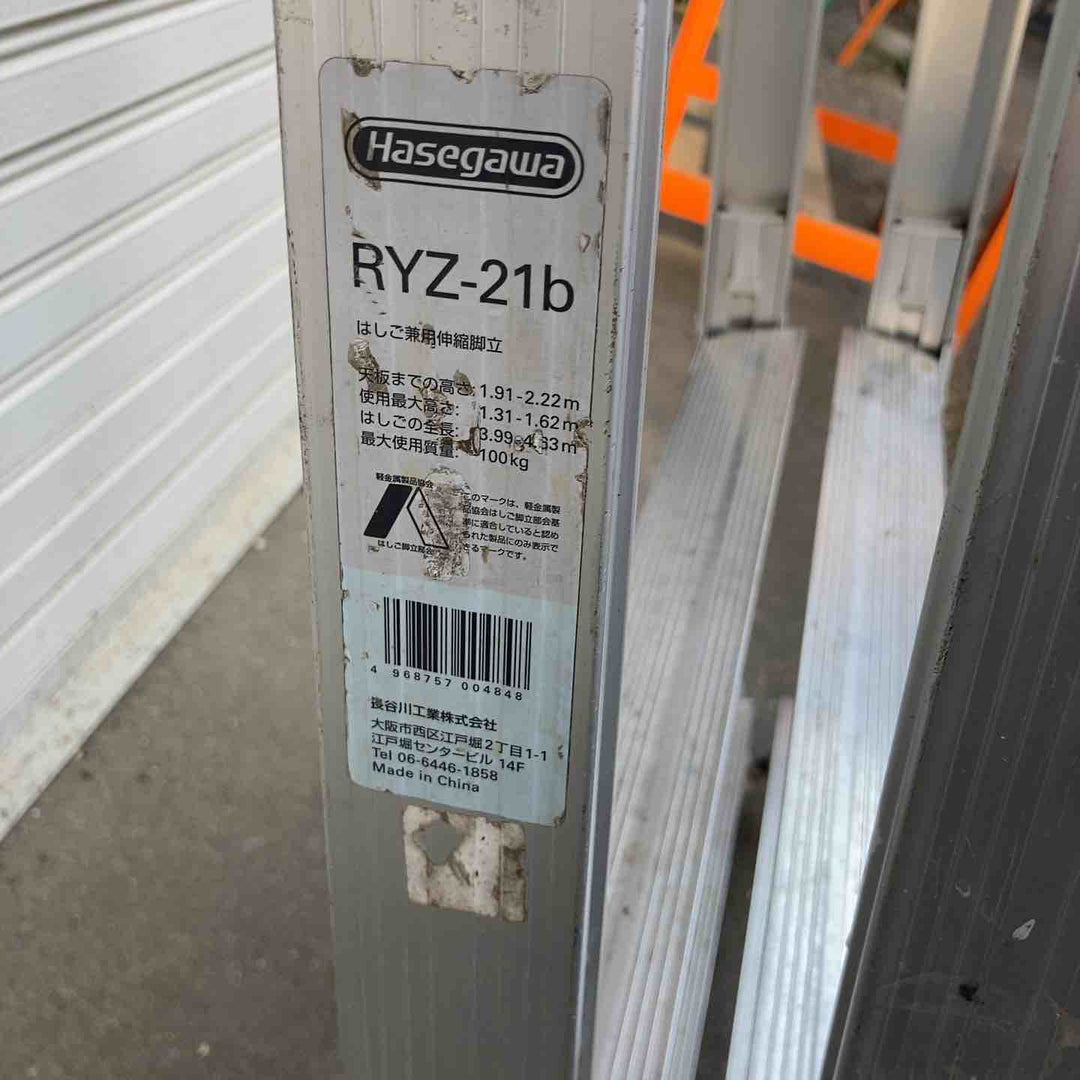 Hasegawa
RYZ-21b
はしご兼用伸縮脚立
天板までの高さ: 1.91-2.22m
使用最大高さ: 1.31-1.62m
はしごの全長: 3.99-4.63m
最大使用質量: 100kg
軽金属製品協会
はしご脚立部会
このマークは、軽金属製
品協会はしご脚立部会基
準に適合していると認め
られた製品にのみ表示で
きるマークです。
4 968757 004848
長谷川工業株式会社
大阪市西区江戸堀2丁目1-1
江戸堀センタービル 14F
Tel 06-6446-1858
Made in China